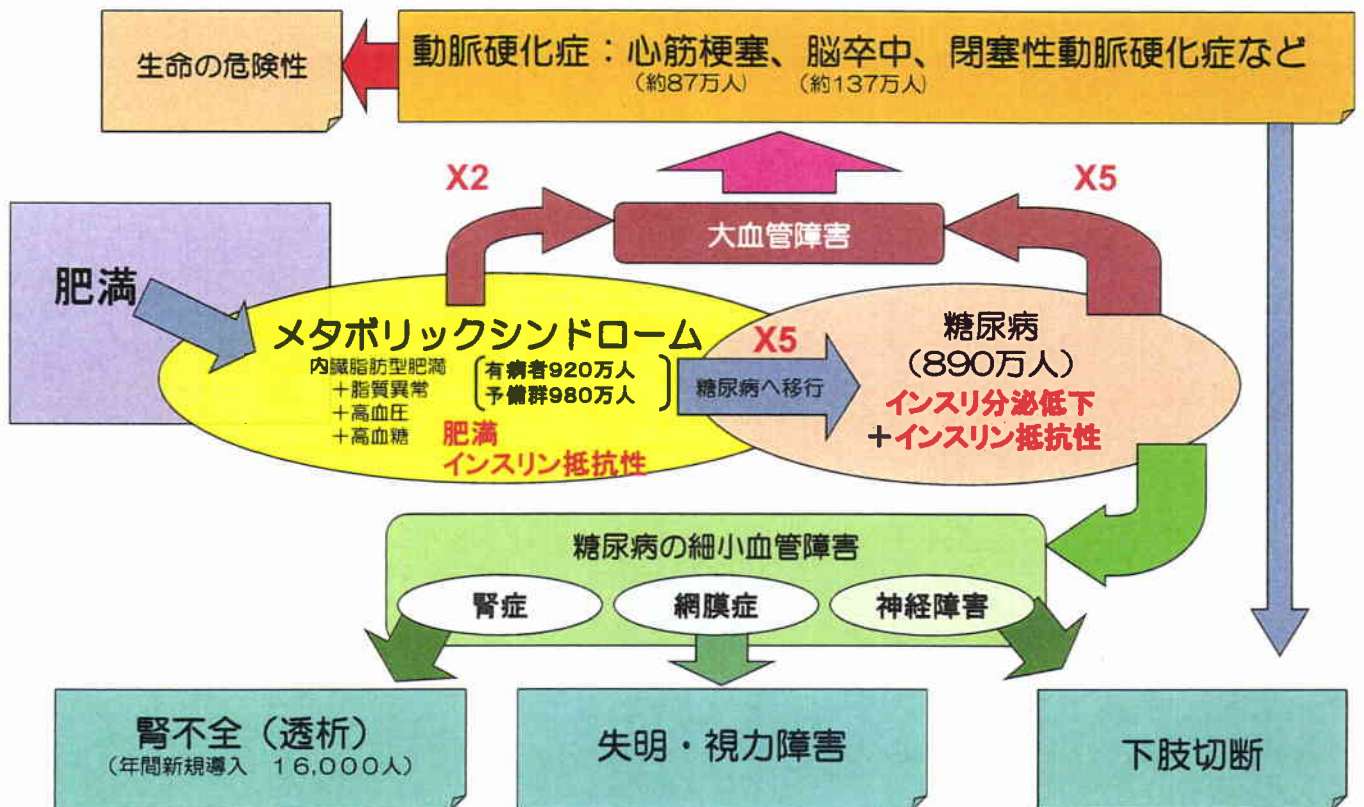 生命の危険性
動脈硬化症：心筋梗塞、脳卒中、閉塞性動脈硬化症など
（約87万人）　（約137万人）
X2
X5
大血管障害
肥満
メタボリックシンドローム
内臓脂肪型肥満
＋脂質異常
＋高血圧
＋高血糖
有病者920万人
予備群980万人
肥満
インスリン抵抗性
X5
糖尿病へ移行
糖尿病
（890万人）
インスリ分泌低下
＋インスリン抵抗性
糖尿病の細小血管障害
腎症
網膜症
神経障害
腎不全（透析）
（年間新規導入　16,000人）
失明・視力障害
下肢切断